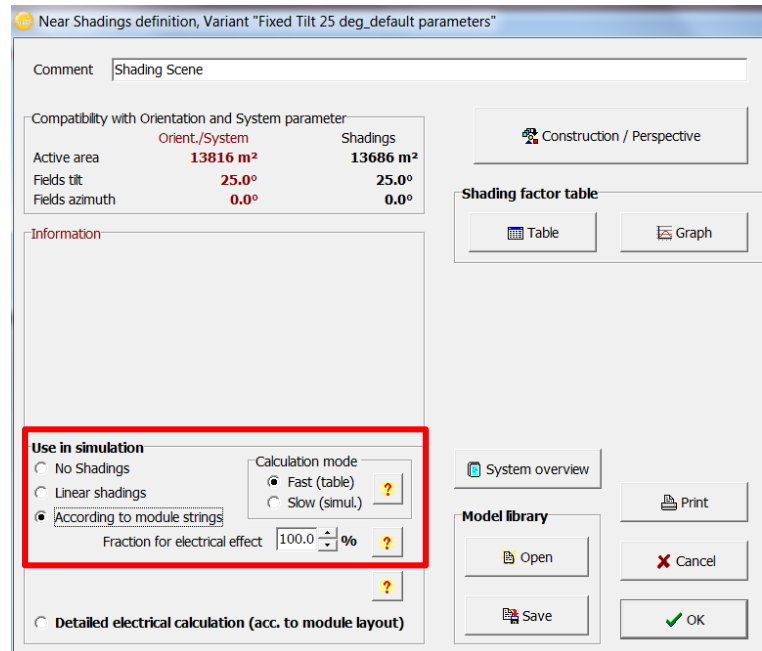 Near Shadings definition, Variant "Fixed Tilt 25 deg_default parameters"
Comment Shading Scene
Compatibility with Orientation and System parameter
Orient./System Shadings
Active area 13816 m² 13686 m²
Fields tilt 25.0° 25.0°
Fields azimuth 0.0° 0.0°
Construction / Perspective
Shading factor table
Table Graph
Information
Use in simulation
No Shadings
Linear shadings
According to module strings
Calculation mode
Fast (table)
Slow (simul.)
?
Fraction for electrical effect 100.0 % ?
?
Detailed electrical calculation (acc. to module layout)
System overview
Model library
Open
Save
Print
Cancel
OK